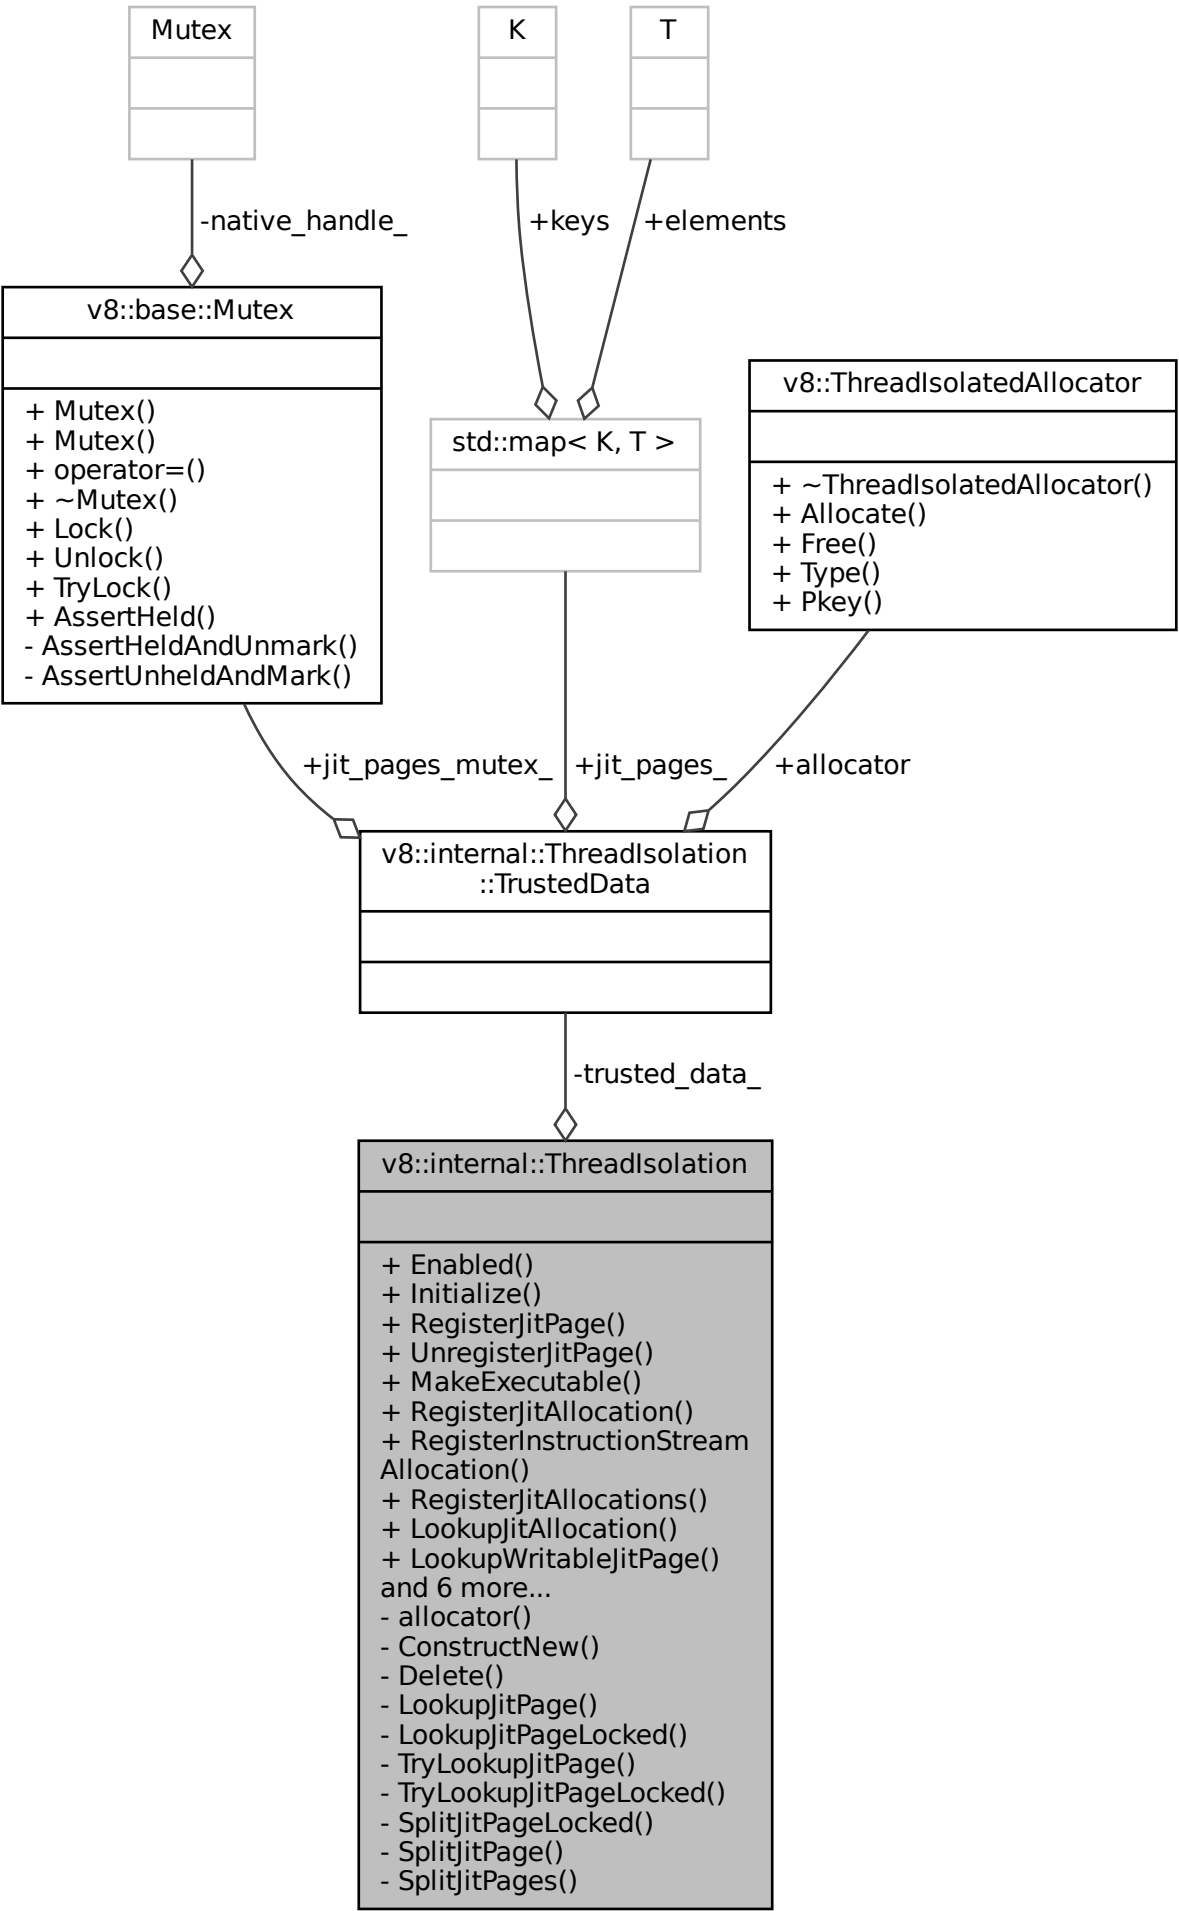 Mutex
K
T
-native_handle_
+keys
+elements
v8::base::Mutex
+ Mutex()
+ Mutex()
+ operator=()
+ ~Mutex()
+ Lock()
+ Unlock()
+ TryLock()
+ AssertHeld()
- AssertHeldAndUnmark()
- AssertUnheldAndMark()
std::map< K, T >
v8::ThreadIsolatedAllocator
+ ~ThreadIsolatedAllocator()
+ Allocate()
+ Free()
+ Type()
+ Pkey()
+jit_pages_mutex_
+jit_pages_
+allocator
v8::internal::ThreadIsolation
::TrustedData
-trusted_data_
v8::internal::ThreadIsolation
+ Enabled()
+ Initialize()
+ RegisterJitPage()
+ UnregisterJitPage()
+ MakeExecutable()
+ RegisterJitAllocation()
+ RegisterInstructionStream
Allocation()
+ RegisterJitAllocations()
+ LookupJitAllocation()
+ LookupWritableJitPage()
and 6 more...
- allocator()
- ConstructNew()
- Delete()
- LookupJitPage()
- LookupJitPageLocked()
- TryLookupJitPage()
- TryLookupJitPageLocked()
- SplitJitPageLocked()
- SplitJitPage()
- SplitJitPages()